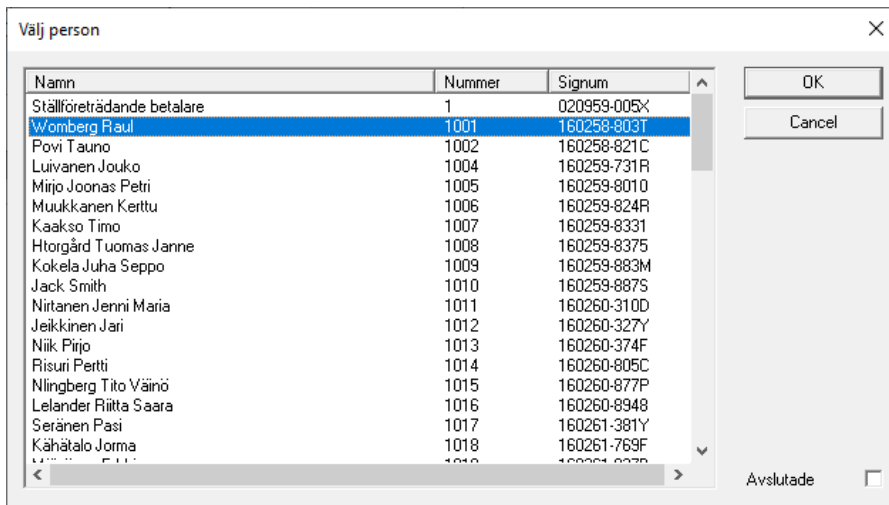 Välj person
Namn Nummer Signum
Ställföreträdande betalare 1 020959-005X
Womberg Raul 1001 160258-803T
Povi Tauno 1002 160258-821C
Luivanen Jouko 1004 160259-731R
Mirjo Joonas Petri 1005 160259-8010
Muukkanen Kerttu 1006 160259-824R
Kaakso Timo 1007 160259-8331
Htorgård Tuomas Janne 1008 160259-8375
Kokela Juha Seppo 1009 160259-883M
Jack Smith 1010 160259-887S
Nirtanen Jenni Maria 1011 160260-310D
Jeikkinen Jari 1012 160260-327Y
Niik Pirjo 1013 160260-374F
Risuri Pertti 1014 160260-805C
Nlingberg Tito Väinö 1015 160260-877P
Lelander Riitta Saara 1016 160260-8948
Seränen Pasi 1017 160261-381Y
Kähätalo Jorma 1018 160261-769F
OK
Cancel
Avslutade